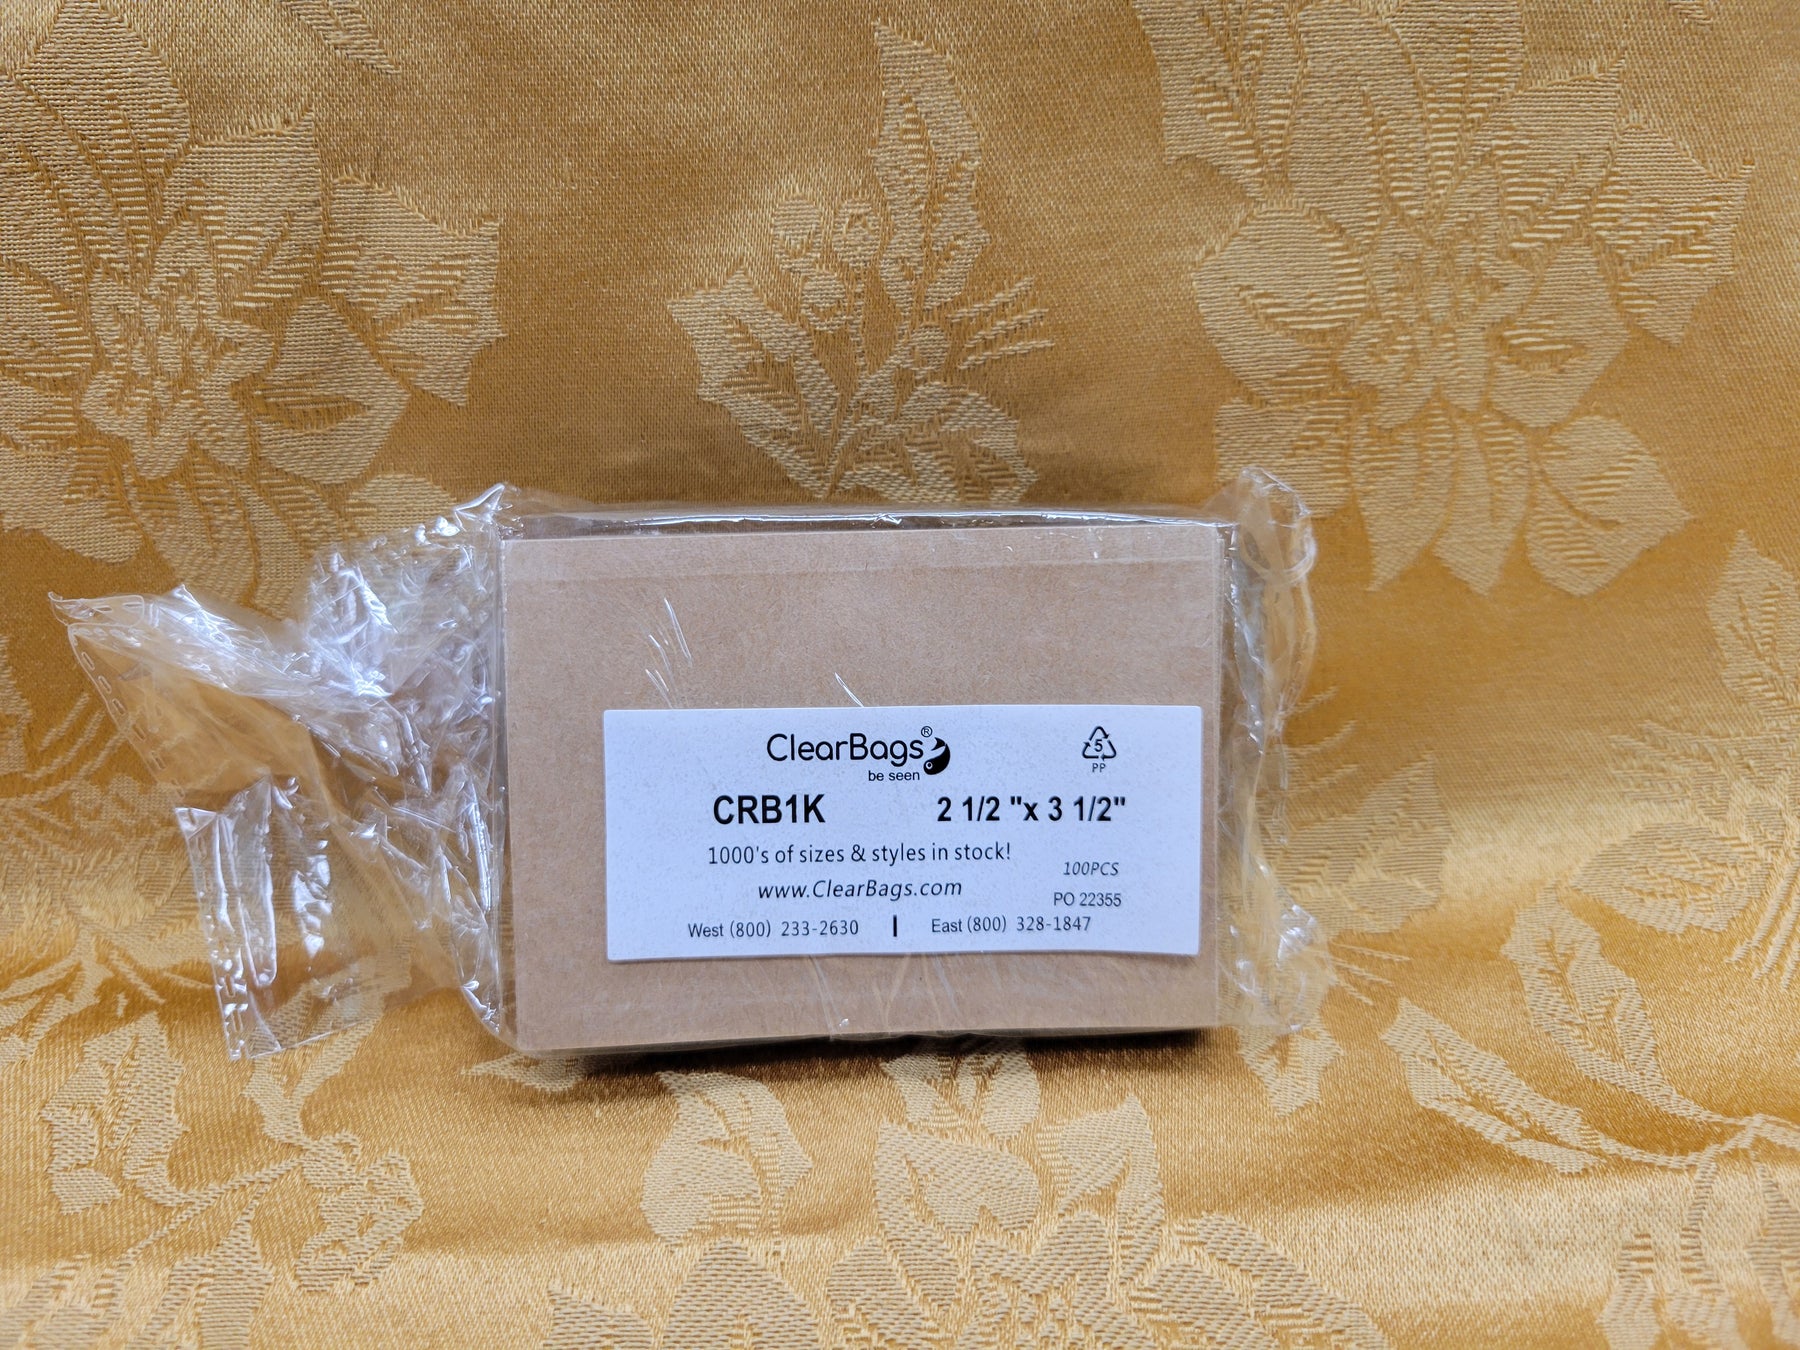 ClearBags®
be seen
5
PP
CRB1K 2 1/2 "x 3 1/2"
1000's of sizes & styles in stock!
100PCS
www.ClearBags.com
PO 22355
West (800) 233-2630 | East (800) 328-1847